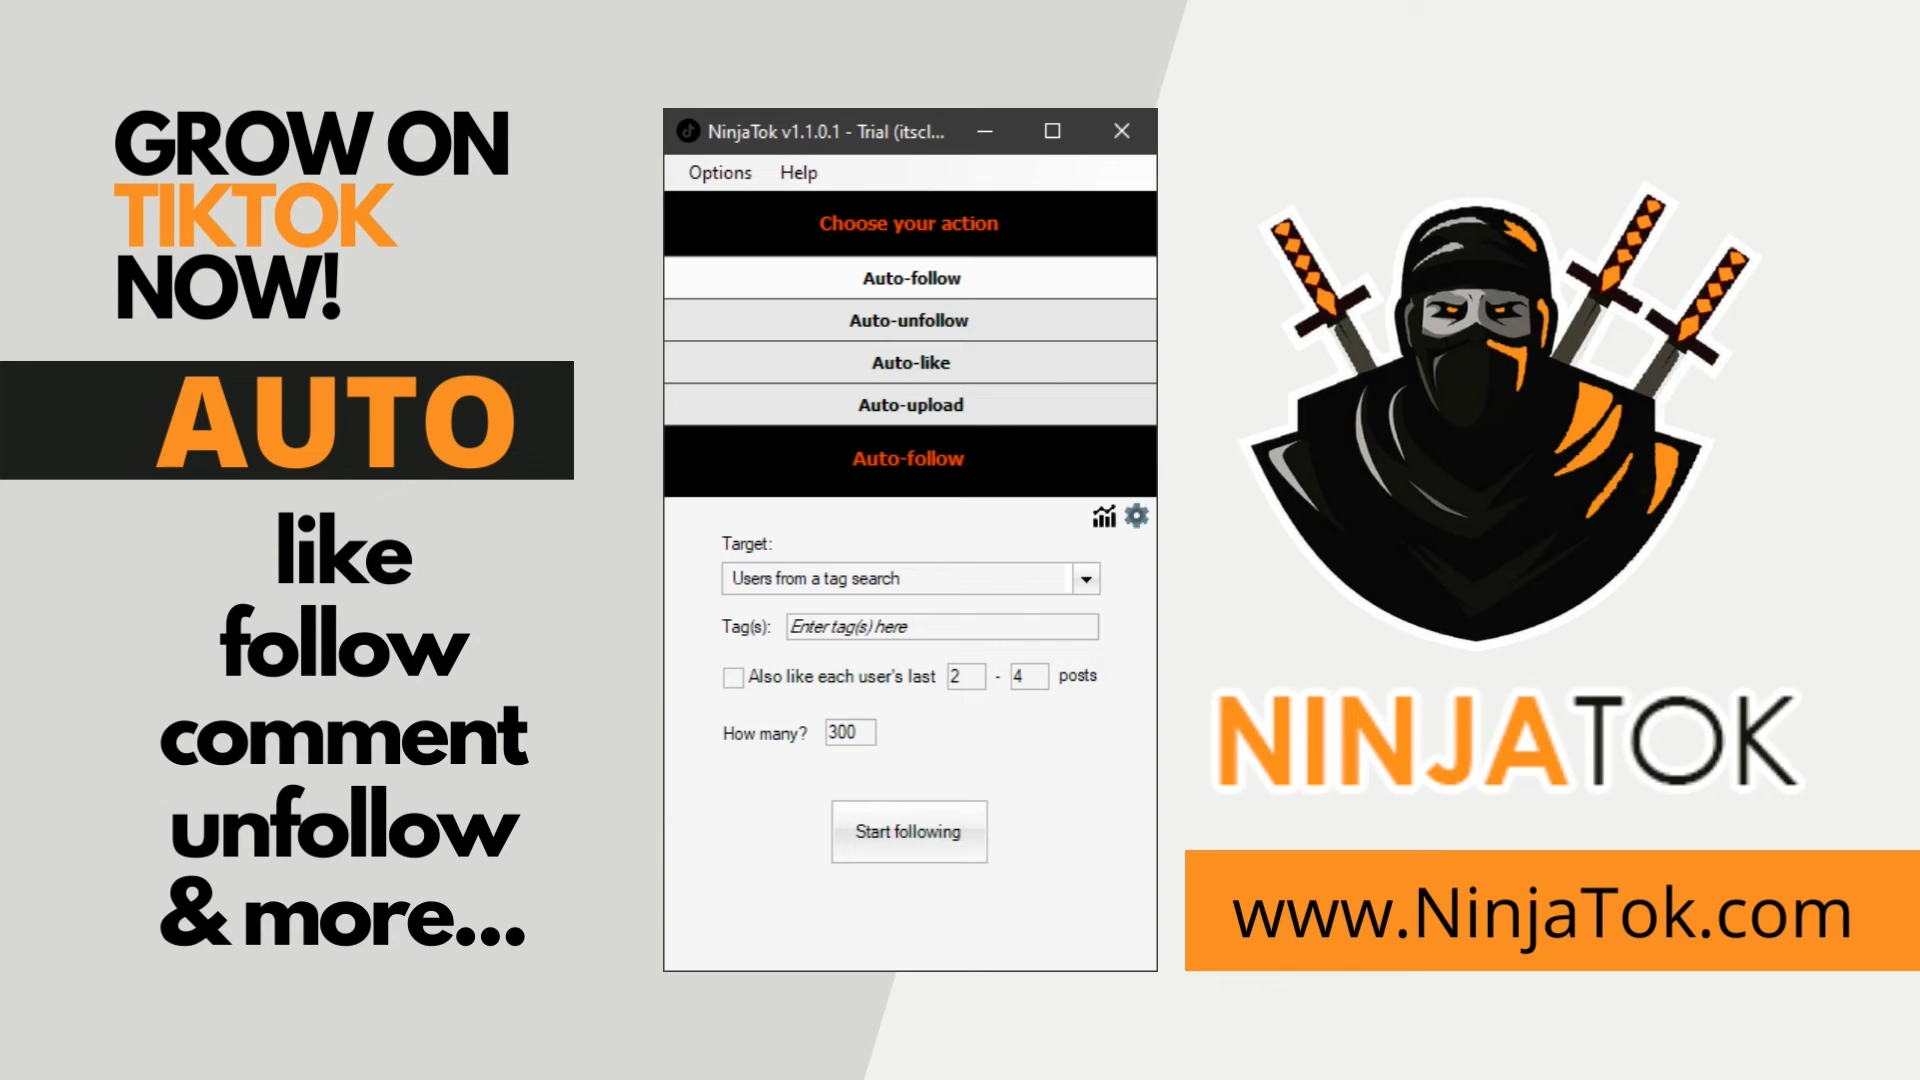 GROW ON
TIKTOK
NOW!
AUTO
like
follow
comment
unfollow
& more...
NinjaTok v1.1.0.1 - Trial (itscl...
Options Help
Choose your action
Auto-follow
Auto-unfollow
Auto-like
Auto-upload
Auto-follow
Target:
Users from a tag search
Tag(s): Enter tag(s) here
Also like each user's last 2 - 4 posts
How many? 300
Start following
NINJATOK
www.NinjaTok.com